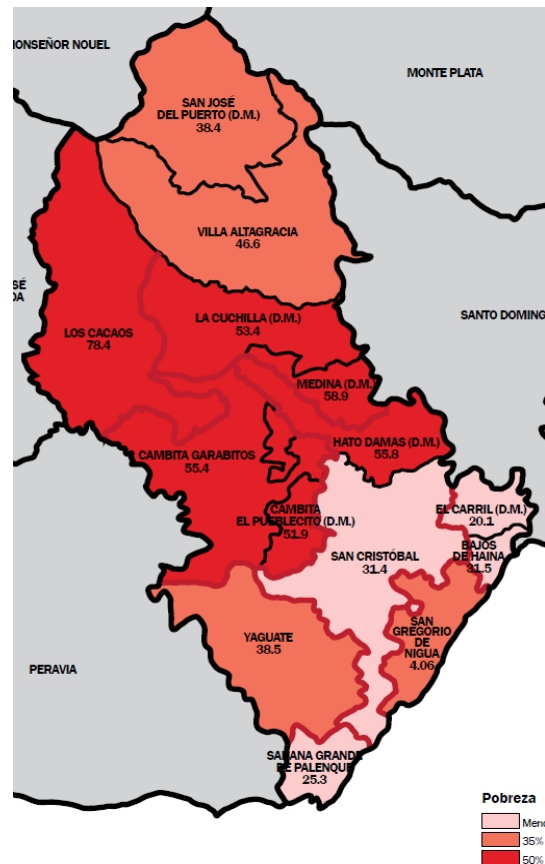 MONSEÑOR NOUEL
MONTE PLATA
SAN JOSÉ
DEL PUERTO (D.M.)
38.4
VILLA ALTAGRACIA
46.6
SANTO DOMING
LA CUCHILLA (D.M.)
53.4
LOS CACAOS
78.4
MEDINA (D.M.)
58.9
HATO DAMAS (D.M.)
55.8
CAMBITA GARABITOS
55.4
CAMBITA
EL PUEBLECITO (D.M.)
51.9
EL CARRIL (D.M.)
20.1
BAJOS
DE HAINA
31.5
SAN CRISTÓBAL
31.4
SAN
GREGORIO
DE
NIGUA
4.06
YAGUATE
38.5
PERAVIA
SABANA GRANDE
DE PALENQUE
25.3
Pobreza
Meno
35%
50%